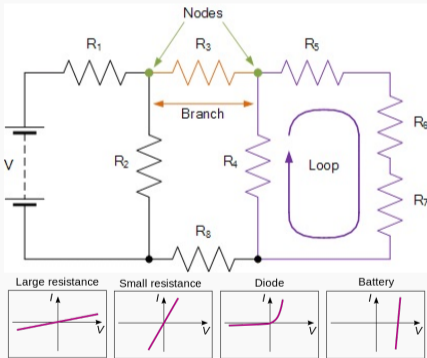 Nodes
R1
R3
R5
Branch
V
R2
R4
Loop
R6
R7
R8
Large resistance
Small resistance
Diode
Battery
I
V
I
V
I
V
I
V